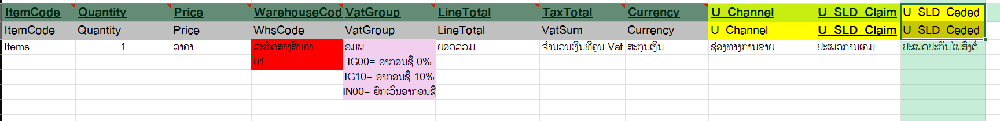 ItemCode Quantity Price WarehouseCod VatGroup LineTotal TaxTotal Currency U_Channel U_SLD_Claim U_SLD_Ceded
ItemCode Quantity Price WhsCode VatGroup LineTotal VatSum Currency U_Channel U_SLD_Claim U_SLD_Ceded
Items 1 ລາຄາ ລະຫັດສາງສິນຄ້າ ອມພ ຍອດລວມ ຈຳນວນເງິນທີ່ຄູນ Vat ສະກຸນເງິນ ຊ່ອງທາງການຂາຍ ປະເພດການເຄມ ປະເພດປະກັນໄພສົ່ງຕໍ່
01 IG00= ອາກອນຊື້ 0%
IG10= ອາກອນຊື້ 10%
IN00= ຍົກເວັ້ນອາກອນຊື້